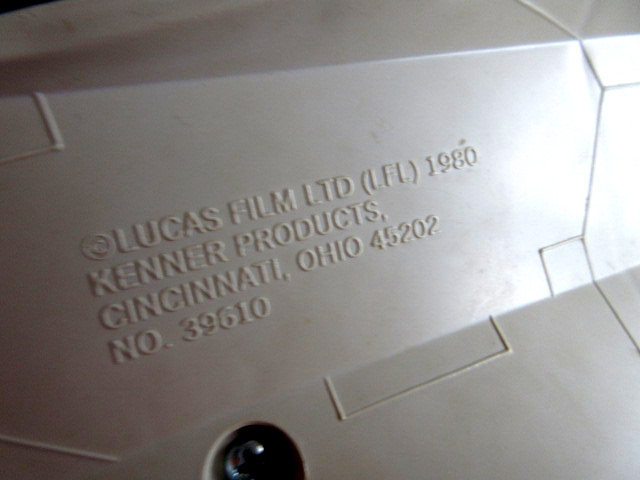 ©LUCAS FILM LTD (LFL) 1980
KENNER PRODUCTS,
CINCINNATI, OHIO 45202
NO. 39610